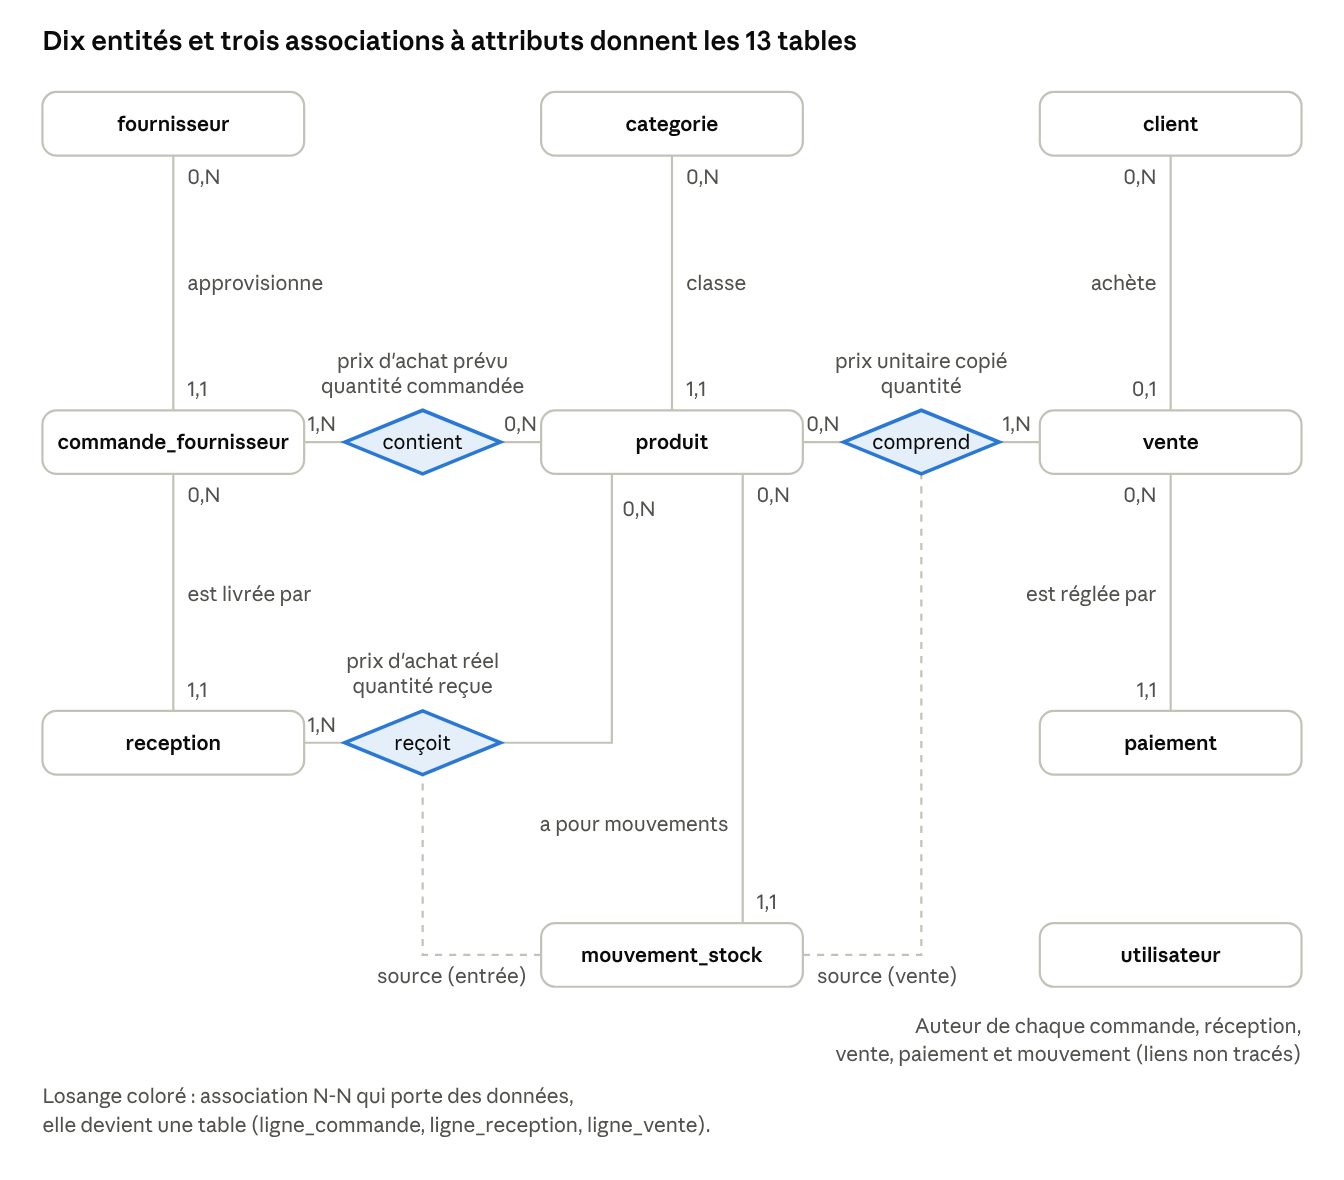 Dix entités et trois associations à attributs donnent les 13 tables
fournisseur
categorie
client
0,N
0,N
0,N
approvisionne
classe
achète
prix d'achat prévu
quantité commandée
prix unitaire copié
quantité
1,1
1,1
0,1
commande_fournisseur
1,N
contient
0,N
produit
0,N
comprend
1,N
vente
0,N
0,N
0,N
0,N
est livrée par
est réglée par
prix d'achat réel
quantité reçue
1,1
1,1
reception
1,N
reçoit
paiement
a pour mouvements
1,1
mouvement_stock
utilisateur
source (entrée)
source (vente)
Auteur de chaque commande, réception,
vente, paiement et mouvement (liens non tracés)
Losange coloré : association N-N qui porte des données,
elle devient une table (ligne_commande, ligne_reception, ligne_vente).